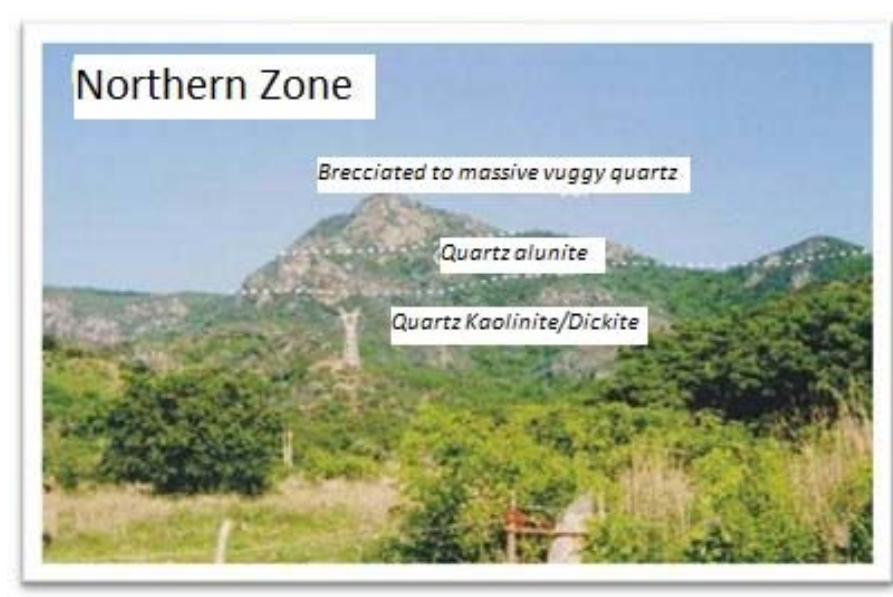 Northern Zone
Brecciated to massive vuggy quartz
Quartz alunite
Quartz Kaolinite/Dickite